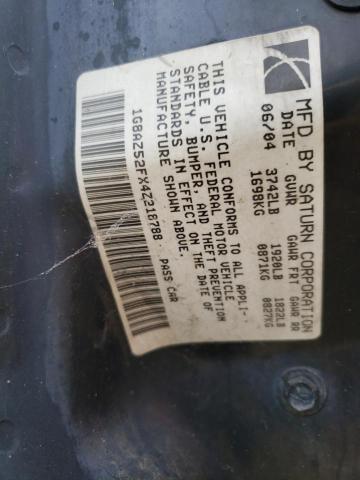 MFD BY SATURN CORPORATION
DATE GVWR GAWR FRT GAWR RR
06/04 3742LB 1920LB 1822LB
1698KG 0871KG 0827KG
THIS VEHICLE CONFORMS TO ALL APPLI-
CABLE U.S. FEDERAL MOTOR VEHICLE
SAFETY, BUMPER, AND THEFT PREVENTION
STANDARDS IN EFFECT ON THE DATE OF
MANUFACTURE SHOWN ABOVE.
1G8AZ52FX4Z218788 PASS CAR